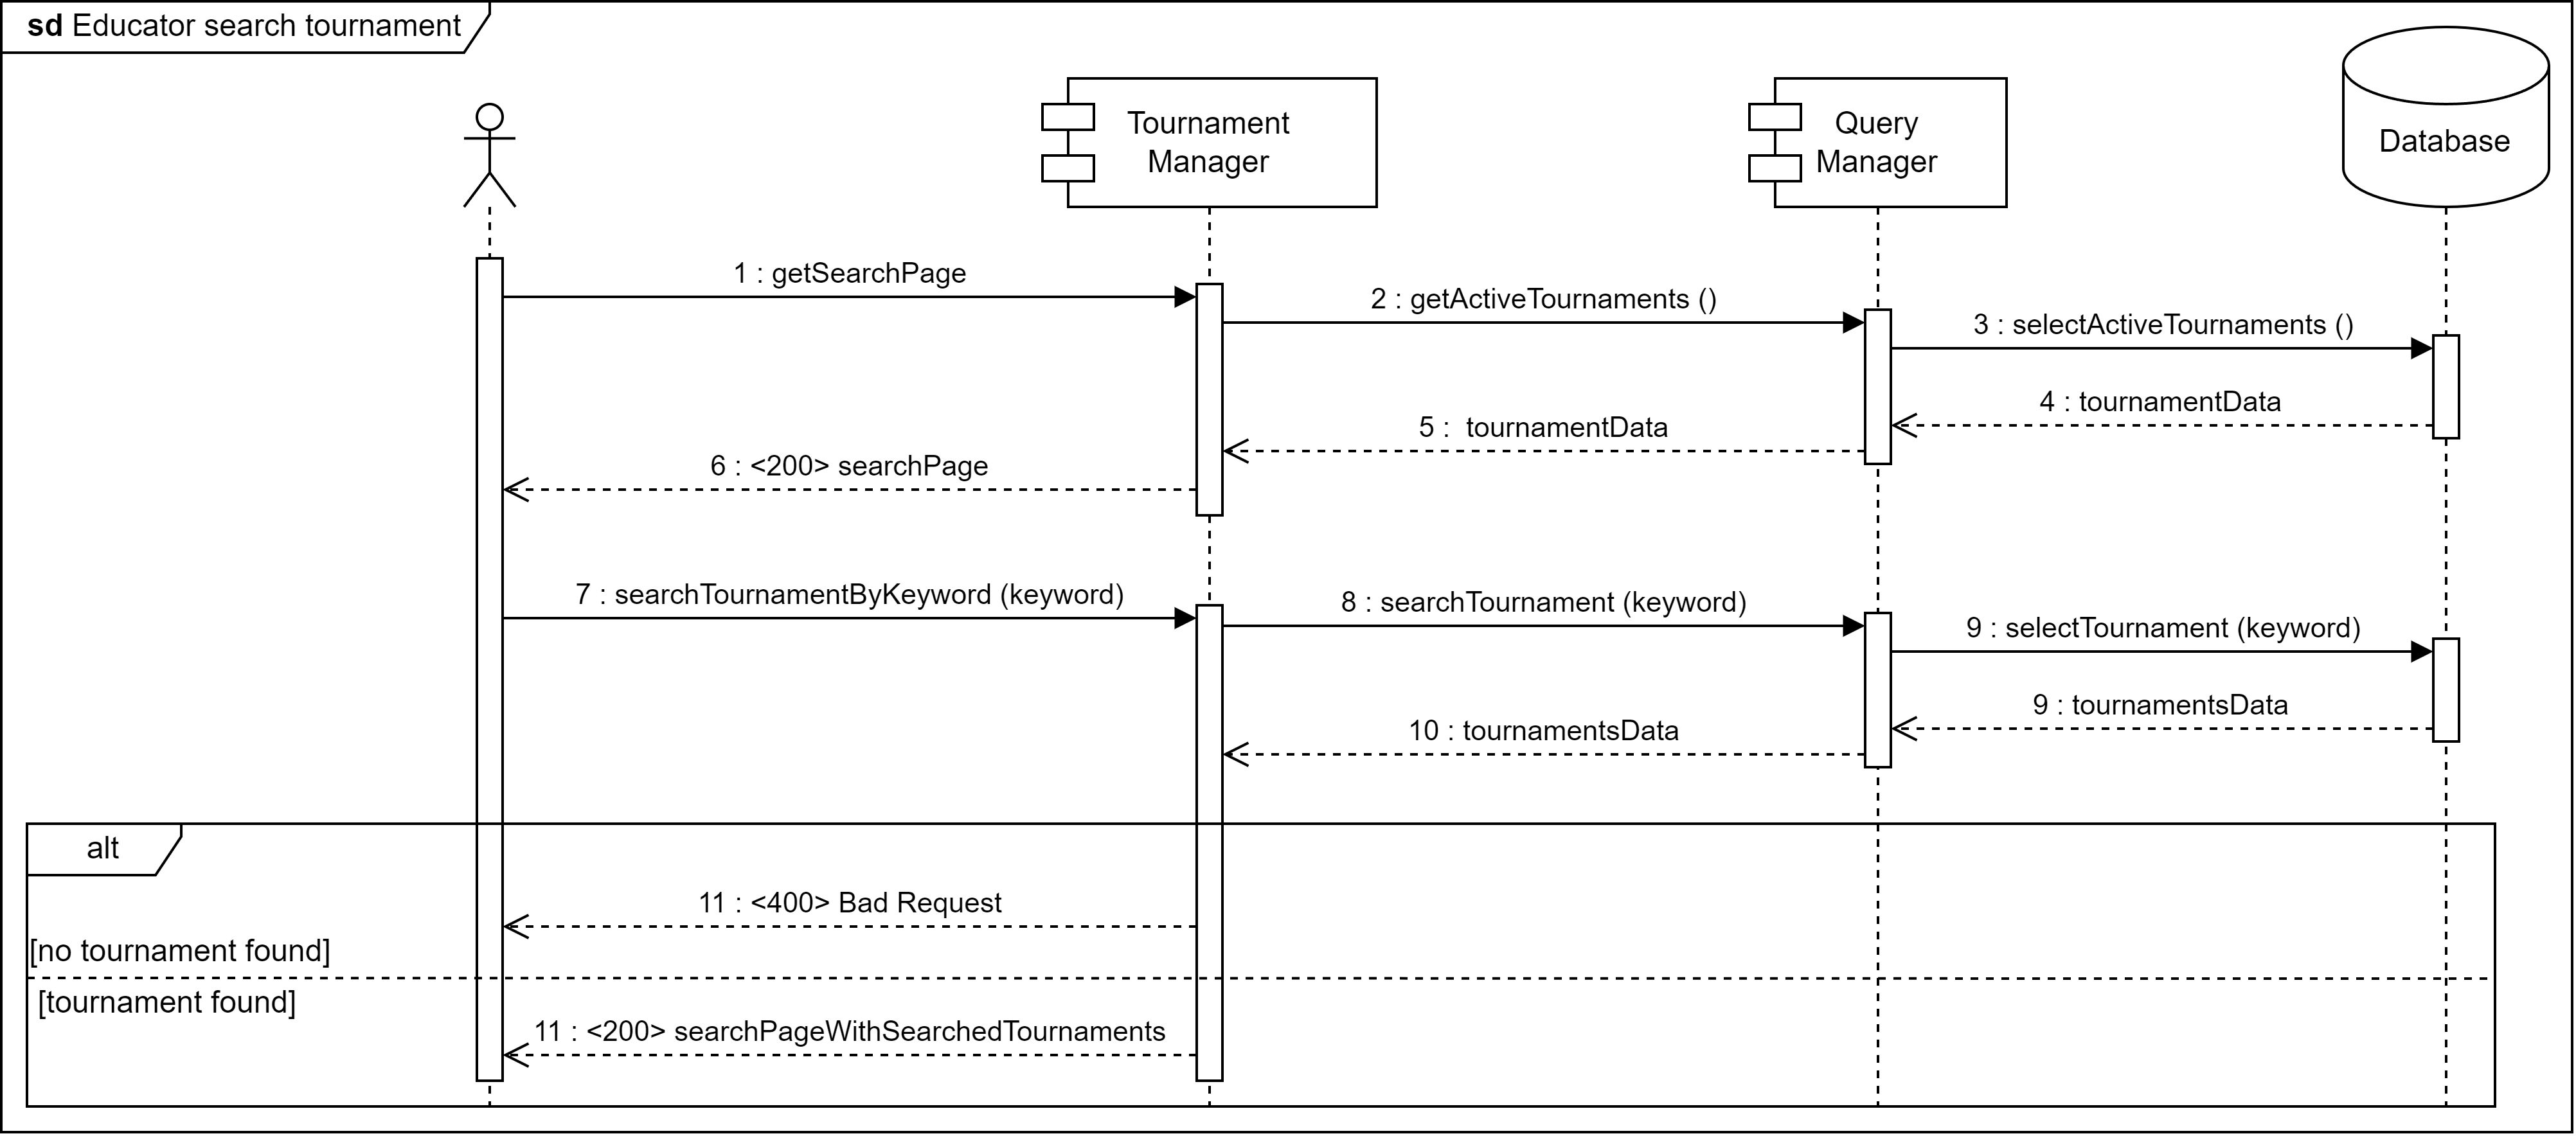 sd Educator search tournament
Tournament
Manager
Query
Manager
Database
1 : getSearchPage
2 : getActiveTournaments ()
3 : selectActiveTournaments ()
4 : tournamentData
5 :  tournamentData
6 : <200> searchPage
7 : searchTournamentByKeyword (keyword)
8 : searchTournament (keyword)
9 : selectTournament (keyword)
9 : tournamentsData
10 : tournamentsData
alt
11 : <400> Bad Request
[no tournament found]
[tournament found]
11 : <200> searchPageWithSearchedTournaments